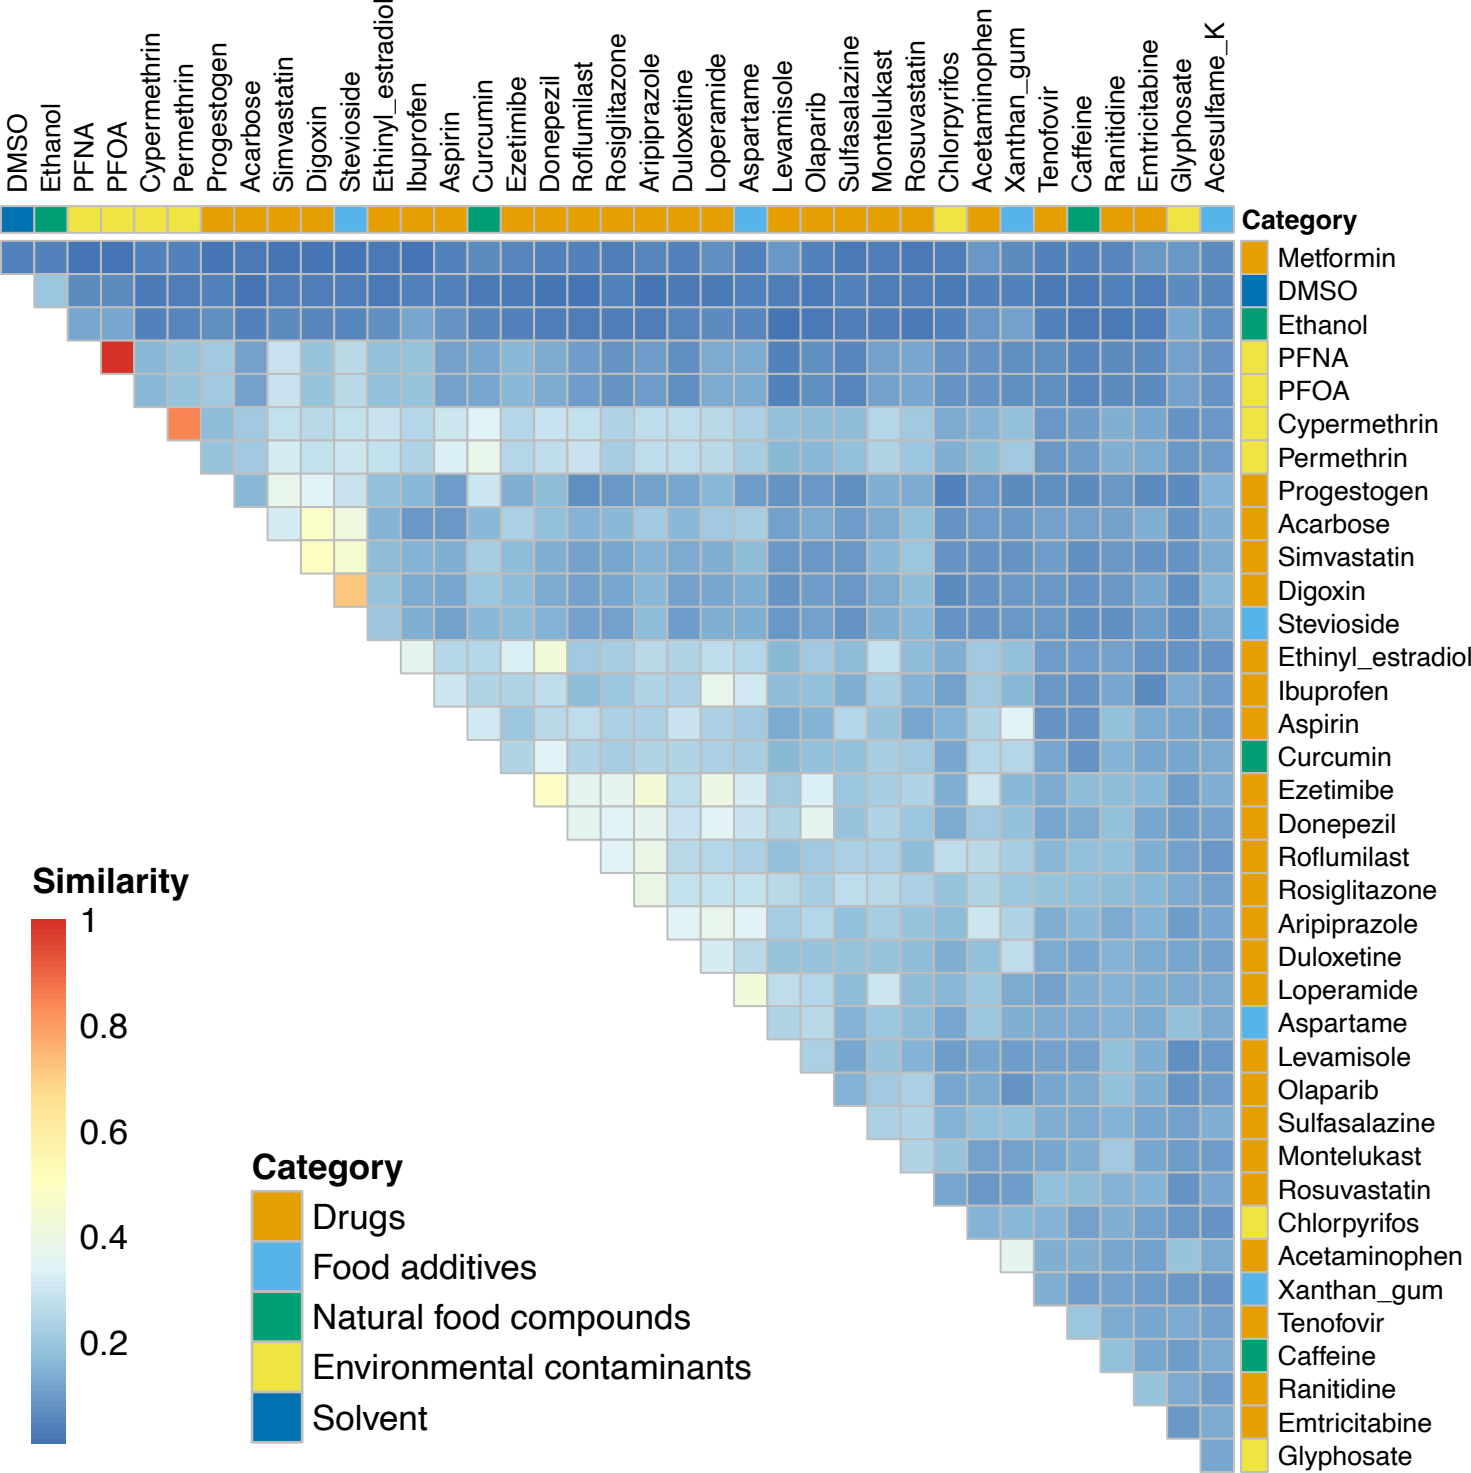 DMSO
Ethanol
PFNA
PFOA
Cypermethrin
Permethrin
Progestogen
Acarbose
Simvastatin
Digoxin
Stevioside
Ethinyl_estradiol
Ibuprofen
Aspirin
Curcumin
Ezetimibe
Donepezil
Roflumilast
Rosiglitazone
Aripiprazole
Duloxetine
Loperamide
Aspartame
Levamisole
Olaparib
Sulfasalazine
Montelukast
Rosuvastatin
Chlorpyrifos
Acetaminophen
Xanthan_gum
Tenofovir
Caffeine
Ranitidine
Emtricitabine
Glyphosate
Acesulfame_K
Category
Metformin
DMSO
Ethanol
PFNA
PFOA
Cypermethrin
Permethrin
Progestogen
Acarbose
Simvastatin
Digoxin
Stevioside
Ethinyl_estradiol
Ibuprofen
Aspirin
Curcumin
Ezetimibe
Donepezil
Roflumilast
Rosiglitazone
Aripiprazole
Duloxetine
Loperamide
Aspartame
Levamisole
Olaparib
Sulfasalazine
Montelukast
Rosuvastatin
Chlorpyrifos
Acetaminophen
Xanthan_gum
Tenofovir
Caffeine
Ranitidine
Emtricitabine
Glyphosate
Similarity
1
0.8
0.6
0.4
0.2
Category
Drugs
Food additives
Natural food compounds
Environmental contaminants
Solvent